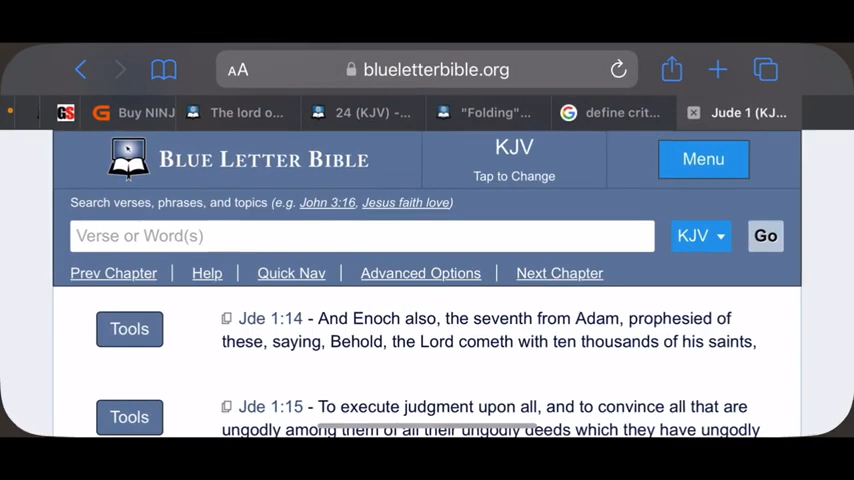 AA blueletterbible.org
GS Buy NINJ The lord o... 24 (KJV) -... "Folding"... define crit... Jude 1 (KJ...
BLUE LETTER BIBLE
KJV
Tap to Change
Menu
Search verses, phrases, and topics (e.g. John 3:16, Jesus faith love)
Verse or Word(s) KJV Go
Prev Chapter | Help | Quick Nav | Advanced Options | Next Chapter
Tools
Jde 1:14 - And Enoch also, the seventh from Adam, prophesied of
these, saying, Behold, the Lord cometh with ten thousands of his saints,
Tools
Jde 1:15 - To execute judgment upon all, and to convince all that are
ungodly among them of all their ungodly deeds which they have ungodly